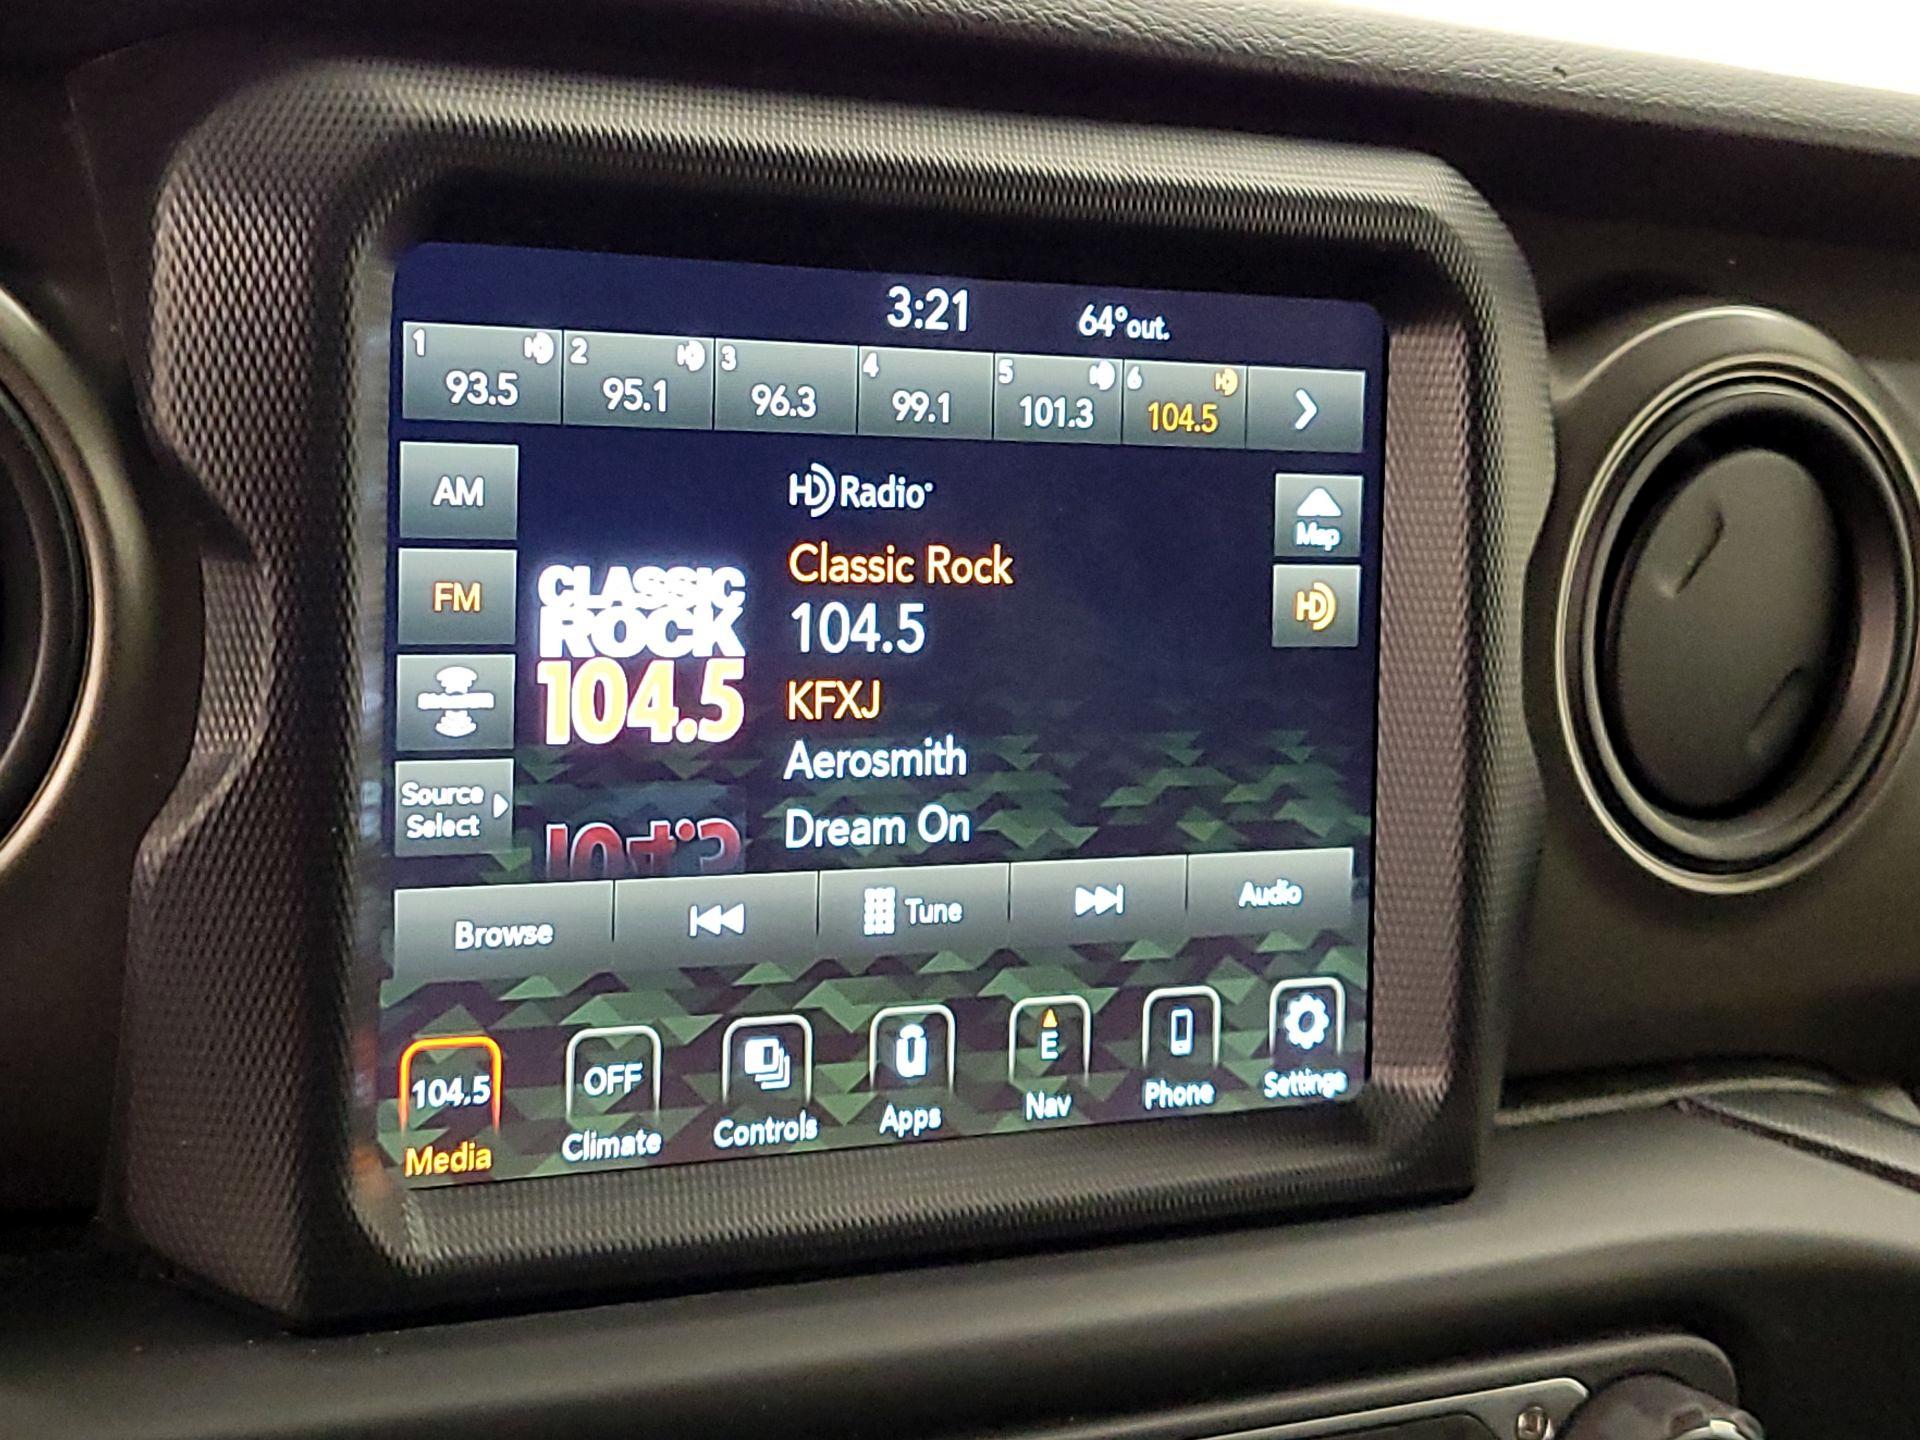 3:21 64°out.
1 2 3 4 5 6
93.5 95.1 96.3 99.1 101.3 104.5
AM
FM
Source
Select
CLASSIC
ROCK
104.5
HD Radio
Classic Rock
104.5
KFXJ
Aerosmith
Dream On
Map
HD
Browse Tune Audio
104.5 OFF E
Media Climate Controls Apps Nav Phone Settings